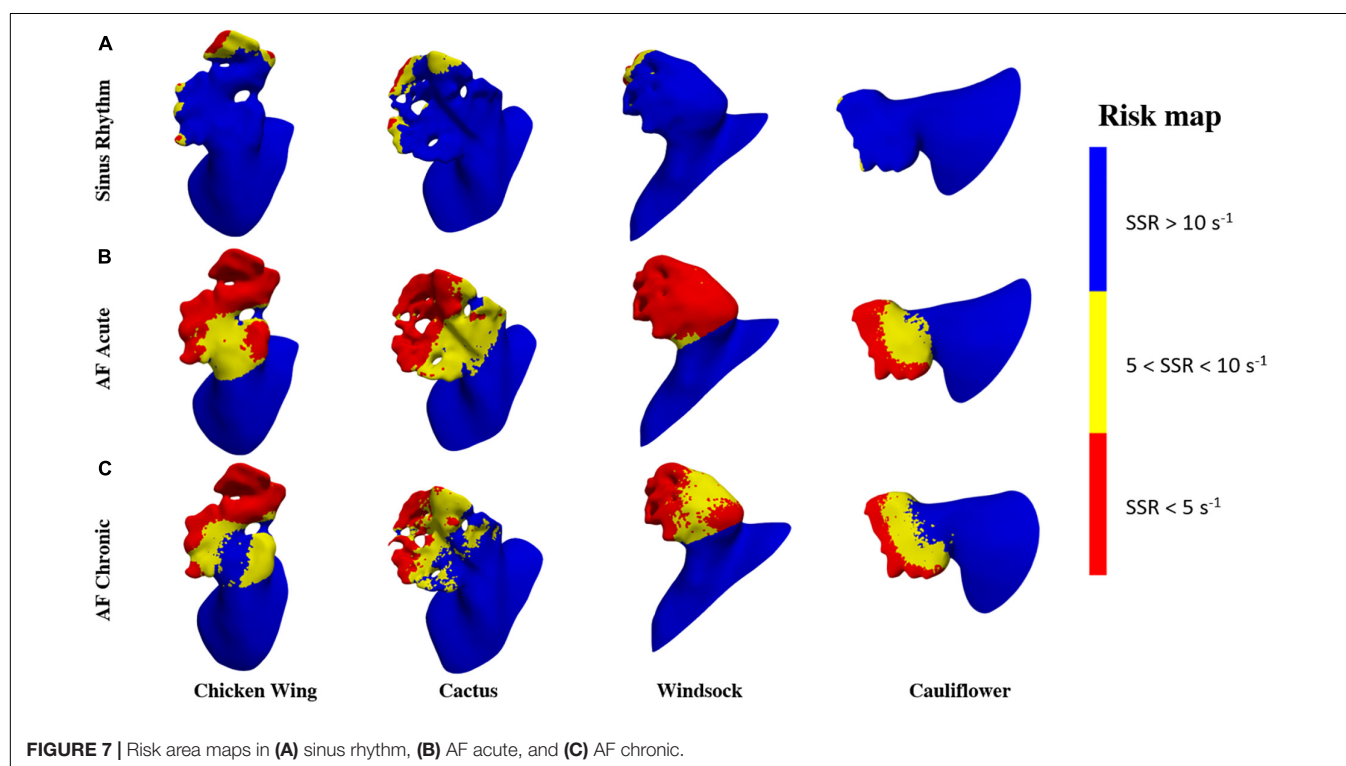 A
Sinus Rhythm
B
AF Acute
C
AF Chronic
Chicken Wing
Cactus
Windsock
Cauliflower
Risk map
SSR > 10 s⁻¹
5 < SSR < 10 s⁻¹
SSR < 5 s⁻¹
FIGURE 7 | Risk area maps in (A) sinus rhythm, (B) AF acute, and (C) AF chronic.